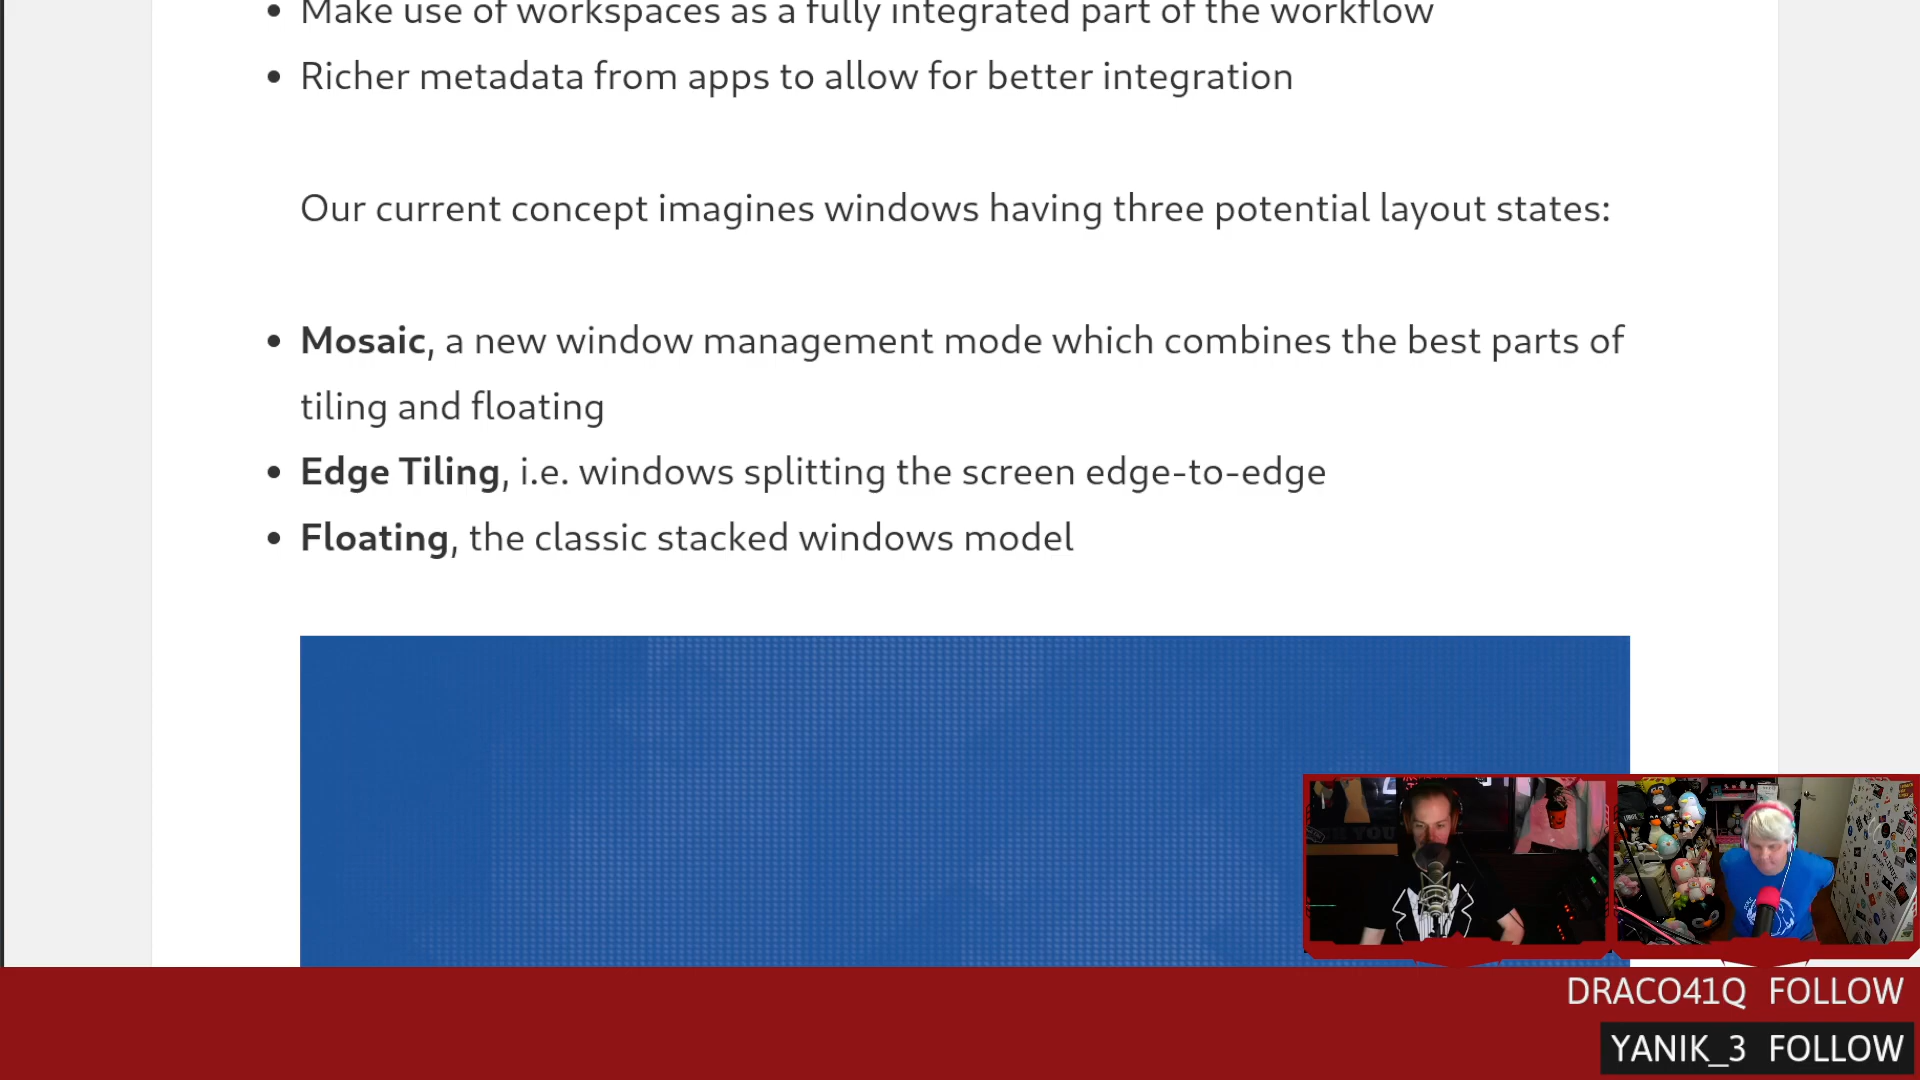 Make use of workspaces as a fully integrated part of the workflow
Richer metadata from apps to allow for better integration
Our current concept imagines windows having three potential layout states:
Mosaic, a new window management mode which combines the best parts of
tiling and floating
Edge Tiling, i.e. windows splitting the screen edge-to-edge
Floating, the classic stacked windows model
DRACO41Q FOLLOW
YANIK_3 FOLLOW